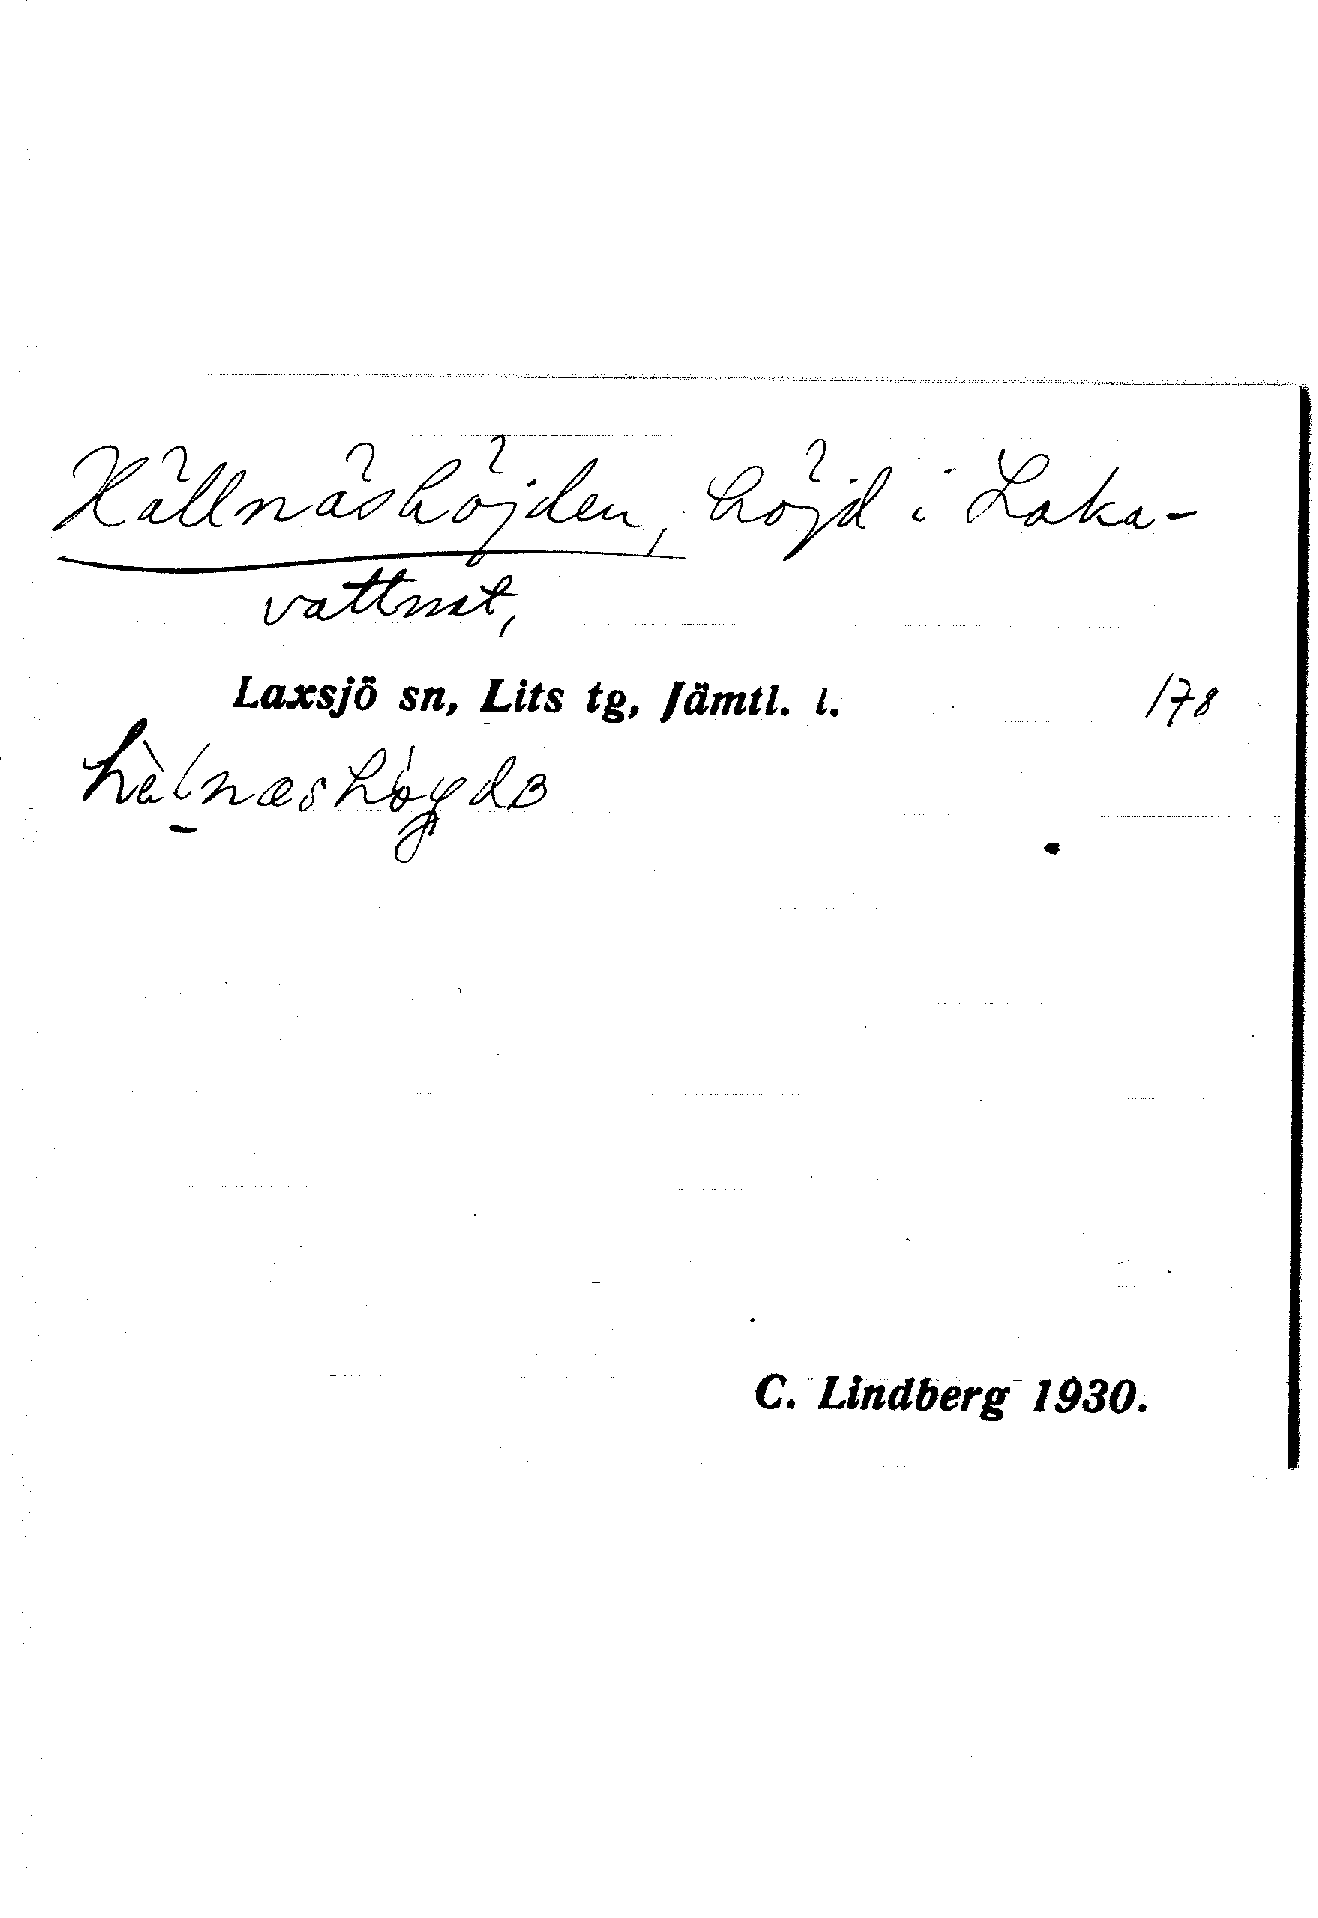 Källnäshöjden, höjd i Laka-
vattnet,
Laxsjö sn, Lits tg, Jämtl. l. 178
C. Lindberg 1930.